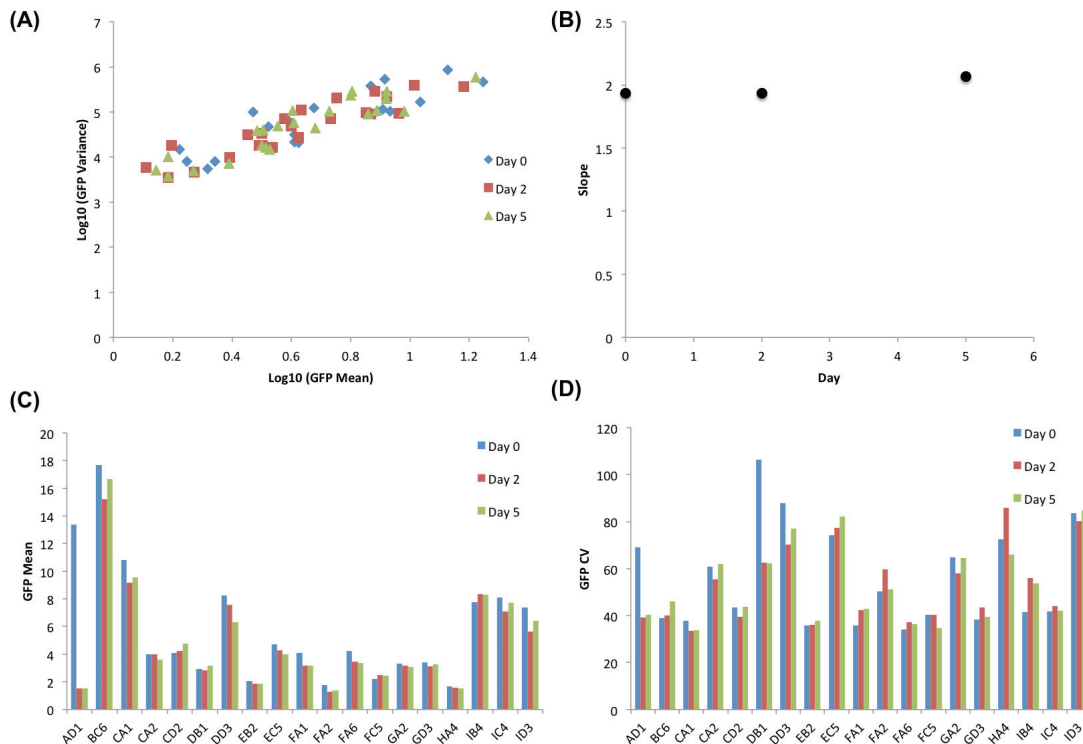 (A)
7
6
5
4
3
2
1
0
Log10 (GFP Variance)
0 0.2 0.4 0.6 0.8 1 1.2 1.4
Log10 (GFP Mean)
Day 0
Day 2
Day 5
(B)
2.5
2
1.5
1
0.5
0
Slope
0 1 2 3 4 5 6
Day
(C)
20
18
16
14
12
10
8
6
4
2
0
GFP Mean
Day 0
Day 2
Day 5
AD1 BC6 CA1 CA2 CD2 DB1 DD3 EB2 EC5 FA1 FA2 FA6 FC5 GA2 GD3 HA4 IB4 IC4 ID3
(D)
120
100
80
60
40
20
0
GFP CV
Day 0
Day 2
Day 5
AD1 BC6 CA1 CA2 CD2 DB1 DD3 EB2 EC5 FA1 FA2 FA6 FC5 GA2 GD3 HA4 IB4 IC4 ID3